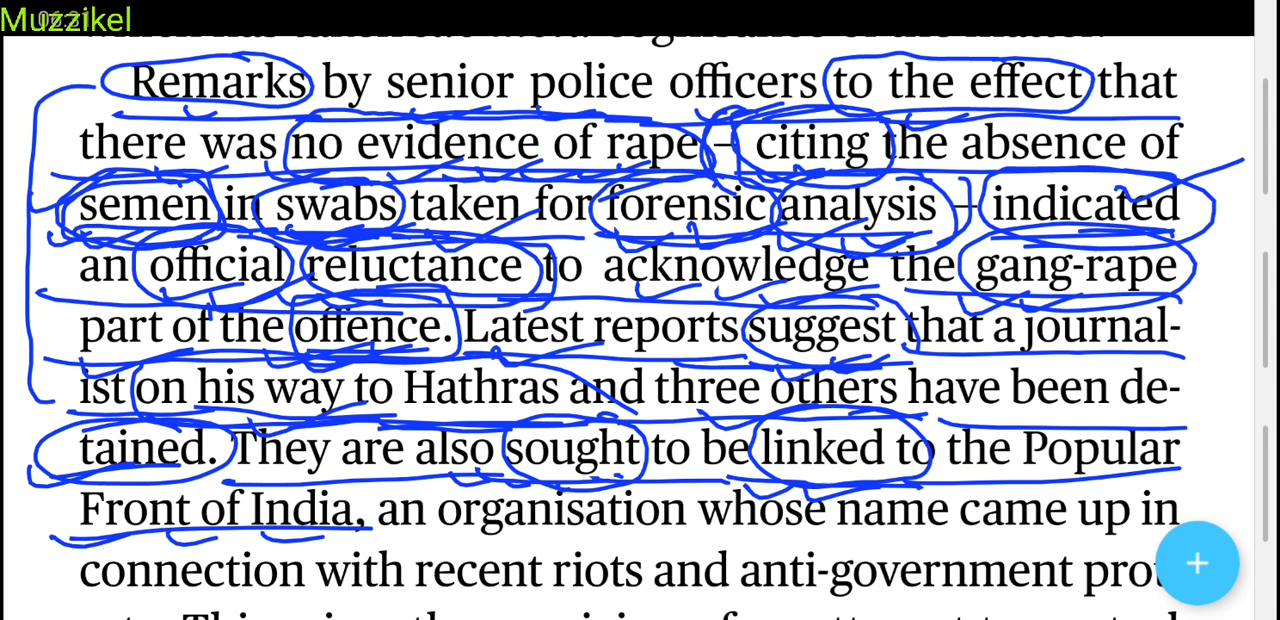 Muzzikel
Remarks by senior police officers to the effect that
there was no evidence of rape – citing the absence of
semen in swabs taken for forensic analysis – indicated
an official reluctance to acknowledge the gang-rape
part of the offence. Latest reports suggest that a journal-
ist on his way to Hathras and three others have been de-
tained. They are also sought to be linked to the Popular
Front of India, an organisation whose name came up in
connection with recent riots and anti-government